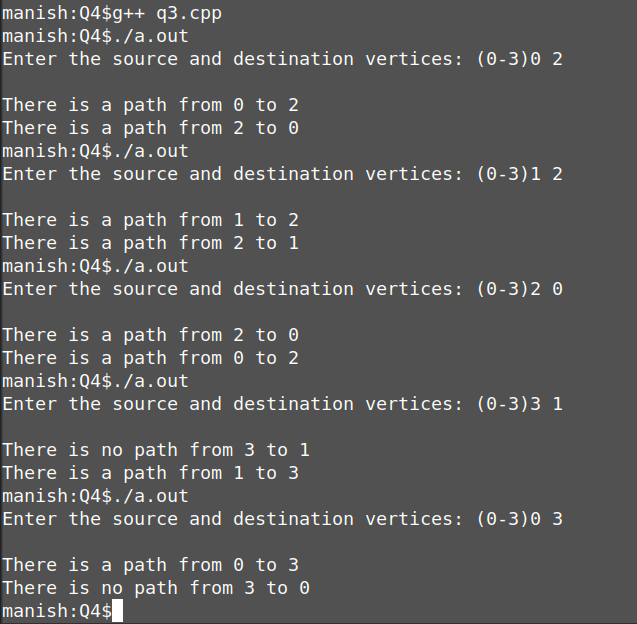 manish:Q4$g++ q3.cpp
manish:Q4$./a.out
Enter the source and destination vertices: (0-3)0 2
There is a path from 0 to 2
There is a path from 2 to 0
manish:Q4$./a.out
Enter the source and destination vertices: (0-3)1 2
There is a path from 1 to 2
There is a path from 2 to 1
manish:Q4$./a.out
Enter the source and destination vertices: (0-3)2 0
There is a path from 2 to 0
There is a path from 0 to 2
manish:Q4$./a.out
Enter the source and destination vertices: (0-3)3 1
There is no path from 3 to 1
There is a path from 1 to 3
manish:Q4$./a.out
Enter the source and destination vertices: (0-3)0 3
There is a path from 0 to 3
There is no path from 3 to 0
manish:Q4$